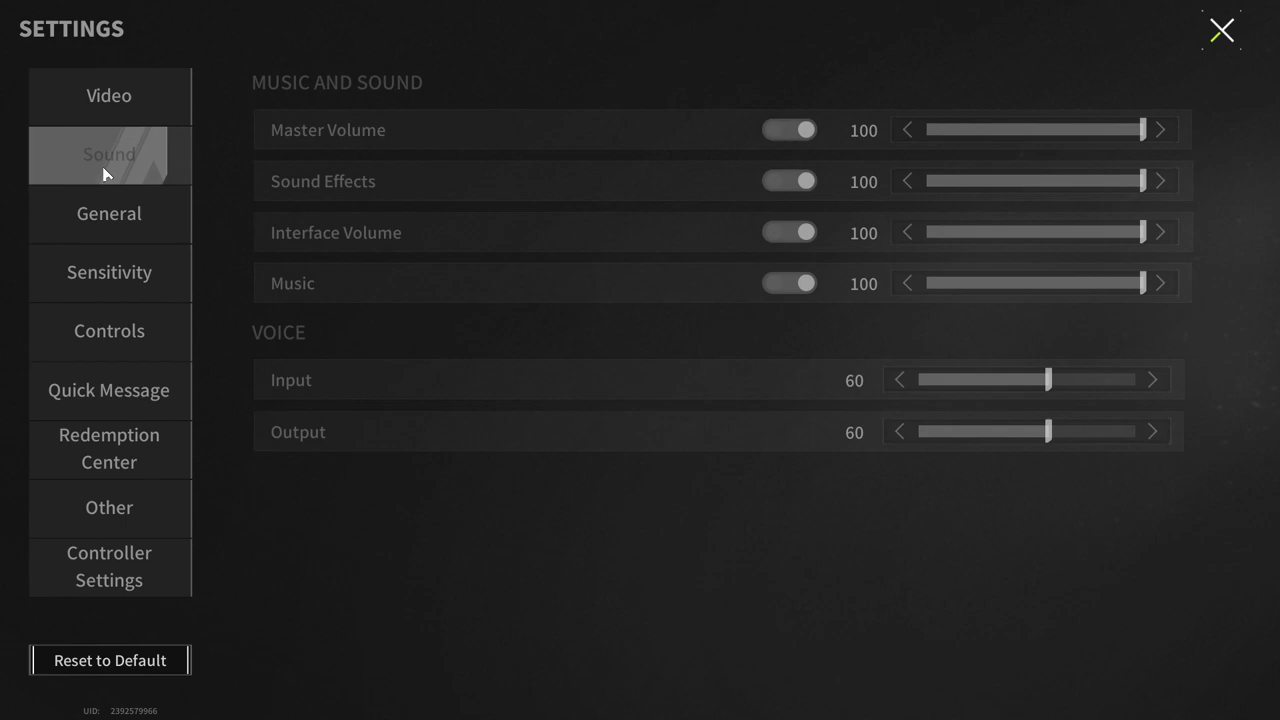 SETTINGS
Video
Sound
General
Sensitivity
Controls
Quick Message
Redemption
Center
Other
Controller
Settings
Reset to Default
UID: 2392579966
MUSIC AND SOUND
Master Volume 100
Sound Effects 100
Interface Volume 100
Music 100
VOICE
Input 60
Output 60